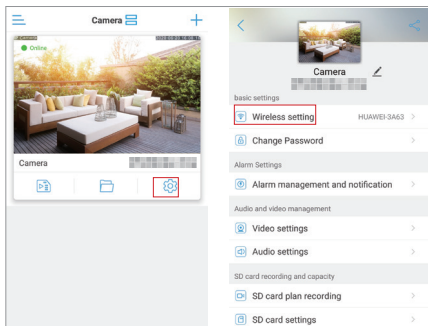 Camera
Online
Camera
Camera
basic settings
Wireless setting
HUAWEI-3A63
Change Password
Alarm Settings
Alarm management and notification
Audio and video management
Video settings
Audio settings
SD card recording and capacity
SD card plan recording
SD card settings